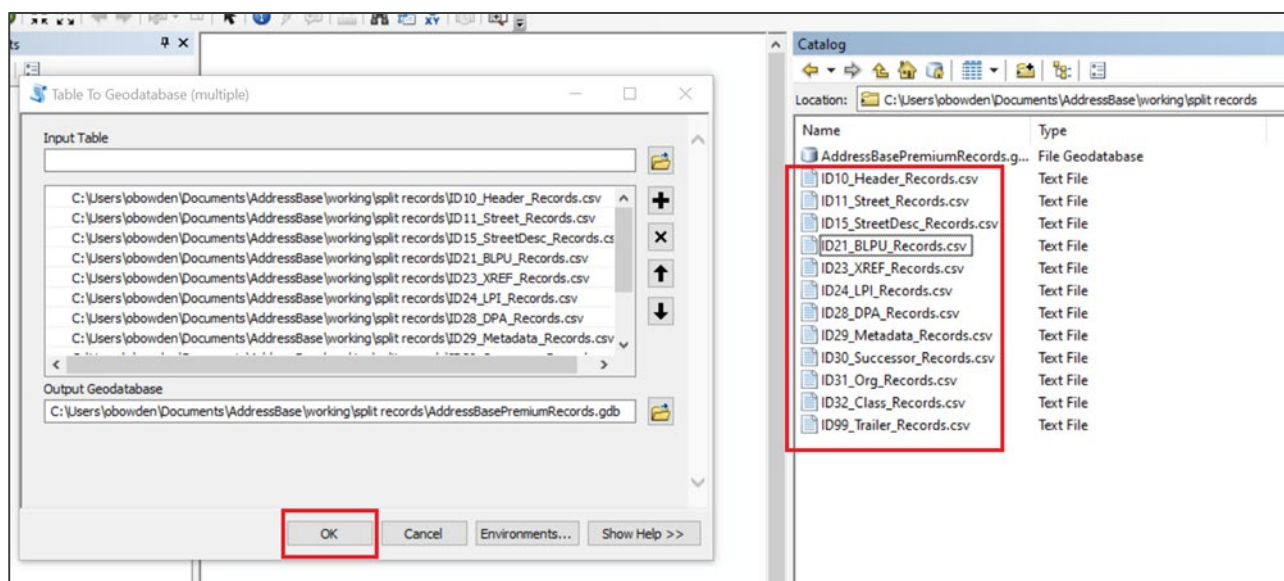 ts
Table To Geodatabase (multiple)
Input Table
C:\Users\obowden\Documents\AddressBase\working\split records\ID10_Header_Records.csv
C:\Users\obowden\Documents\AddressBase\working\split records\ID11_Street_Records.csv
C:\Users\obowden\Documents\AddressBase\working\split records\ID15_StreetDesc_Records.cs
C:\Users\obowden\Documents\AddressBase\working\split records\ID21_BLPU_Records.csv
C:\Users\obowden\Documents\AddressBase\working\split records\ID23_XREF_Records.csv
C:\Users\obowden\Documents\AddressBase\working\split records\ID24_LPI_Records.csv
C:\Users\obowden\Documents\AddressBase\working\split records\ID28_DPA_Records.csv
C:\Users\obowden\Documents\AddressBase\working\split records\ID29_Metadata_Records.csv
Output Geodatabase
C:\Users\obowden\Documents\AddressBase\working\split records\AddressBasePremiumRecords.gdb
OK Cancel Environments... Show Help >>
Catalog
Location: C:\Users\obowden\Documents\AddressBase\working\split records
Name Type
AddressBasePremiumRecords.g... File Geodatabase
ID10_Header_Records.csv Text File
ID11_Street_Records.csv Text File
ID15_StreetDesc_Records.csv Text File
ID21_BLPU_Records.csv Text File
ID23_XREF_Records.csv Text File
ID24_LPI_Records.csv Text File
ID28_DPA_Records.csv Text File
ID29_Metadata_Records.csv Text File
ID30_Successor_Records.csv Text File
ID31_Org_Records.csv Text File
ID32_Class_Records.csv Text File
ID99_Trailer_Records.csv Text File